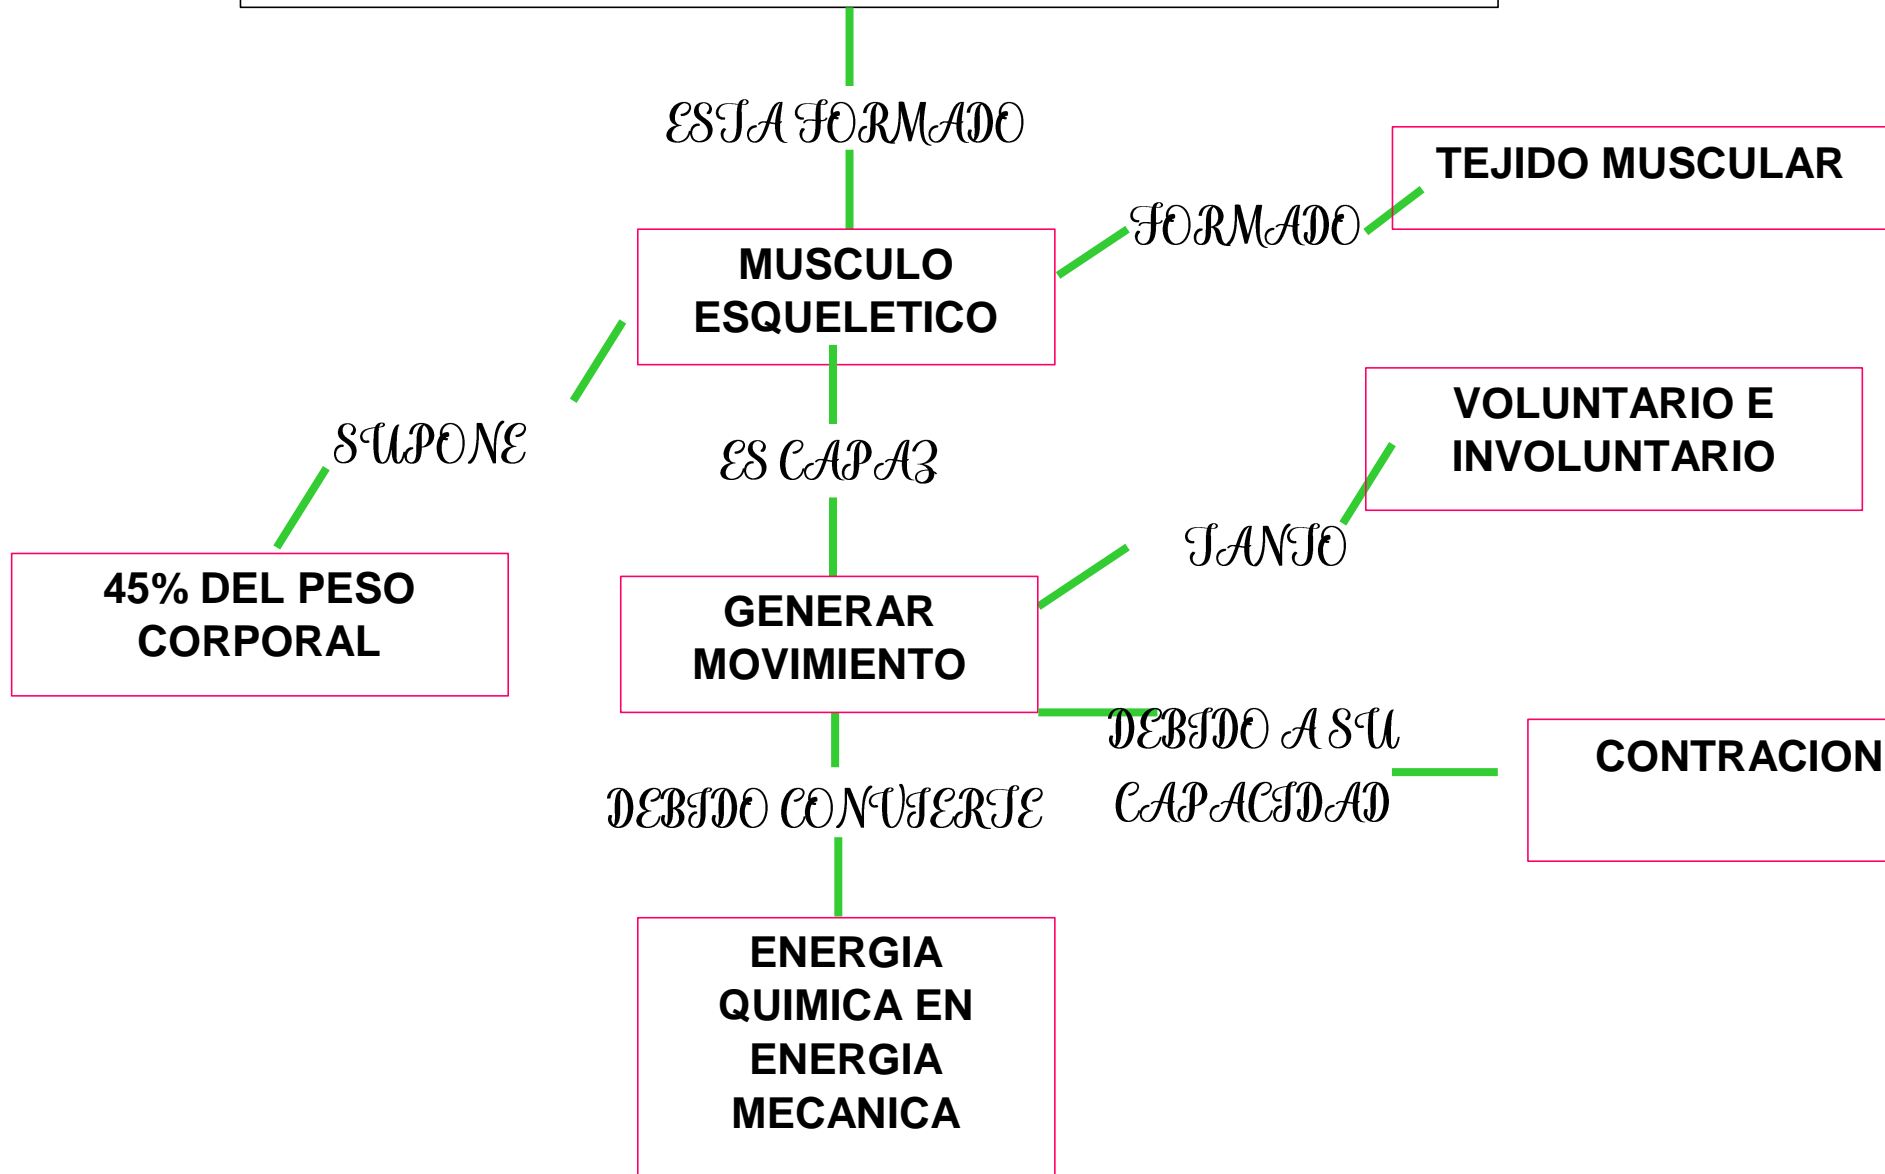 ESTA FORMADO
TEJIDO MUSCULAR
FORMADO
MUSCULO
ESQUELETICO
VOLUNTARIO E
INVOLUNTARIO
SUPONE
ES CAPAZ
TANTO
45% DEL PESO
CORPORAL
GENERAR
MOVIMIENTO
DEBIDO A SU
CAPACIDAD
CONTRACION
DEBIDO CONVIERTE
ENERGIA
QUIMICA EN
ENERGIA
MECANICA